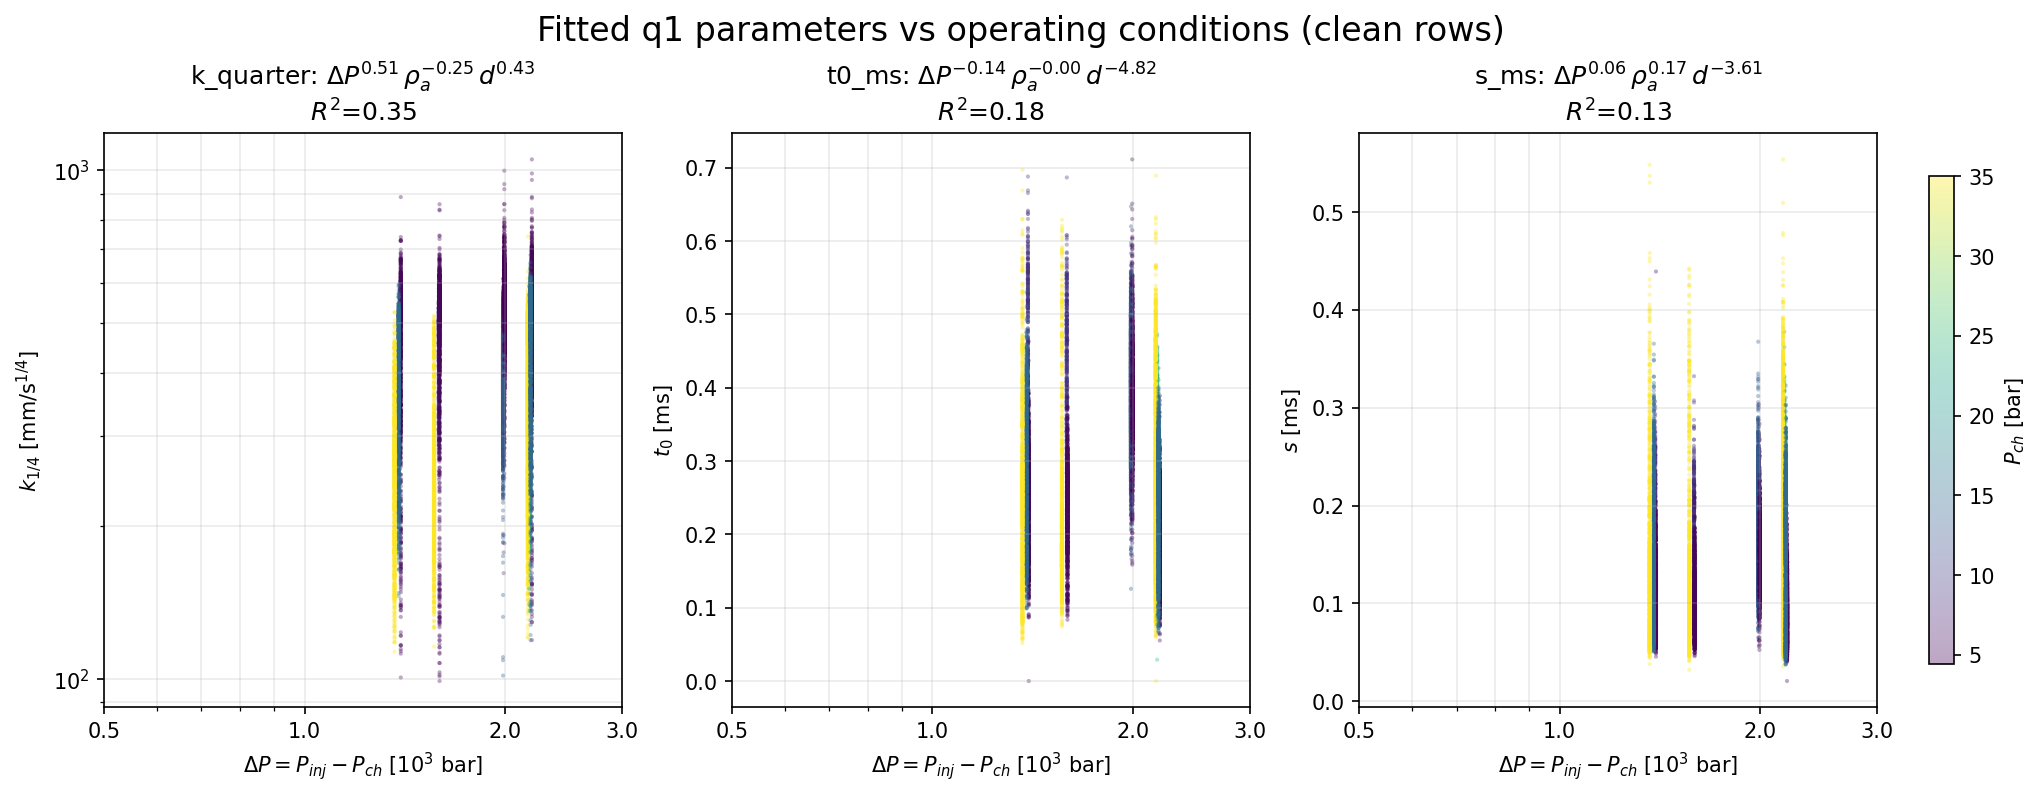 Fitted q1 parameters vs operating conditions (clean rows)
k_quarter: ΔP^0.51 ρ_a^−0.25 d^0.43
R²=0.35
10³
10²
k_1/4 [mm/s^1/4]
0.5 1.0 2.0 3.0
ΔP = P_inj − P_ch [10³ bar]
t0_ms: ΔP^−0.14 ρ_a^−0.00 d^−4.82
R²=0.18
0.7
0.6
0.5
0.4
0.3
0.2
0.1
0.0
t_0 [ms]
0.5 1.0 2.0 3.0
ΔP = P_inj − P_ch [10³ bar]
s_ms: ΔP^0.06 ρ_a^0.17 d^−3.61
R²=0.13
0.5
0.4
0.3
0.2
0.1
0.0
s [ms]
0.5 1.0 2.0 3.0
ΔP = P_inj − P_ch [10³ bar]
35
30
25
20
15
10
5
P_ch [bar]